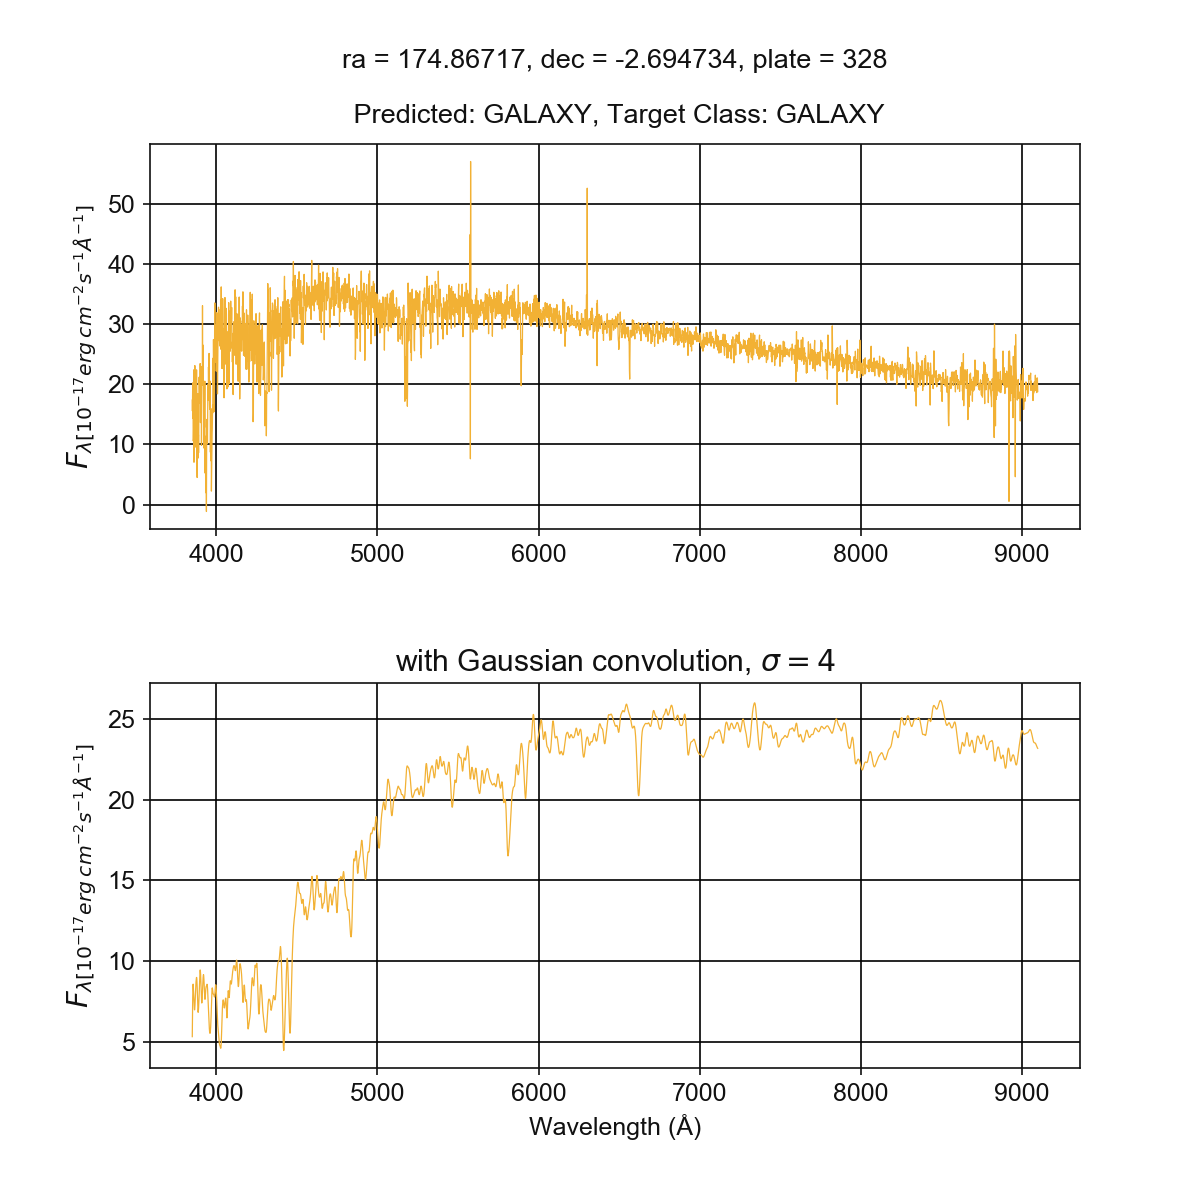 ra = 174.86717, dec = -2.694734, plate = 328
Predicted: GALAXY, Target Class: GALAXY
F_λ[10⁻¹⁷erg cm⁻²s⁻¹Å⁻¹]
50
40
30
20
10
0
4000 5000 6000 7000 8000 9000
with Gaussian convolution, σ = 4
F_λ[10⁻¹⁷erg cm⁻²s⁻¹Å⁻¹]
25
20
15
10
5
4000 5000 6000 7000 8000 9000
Wavelength (Å)